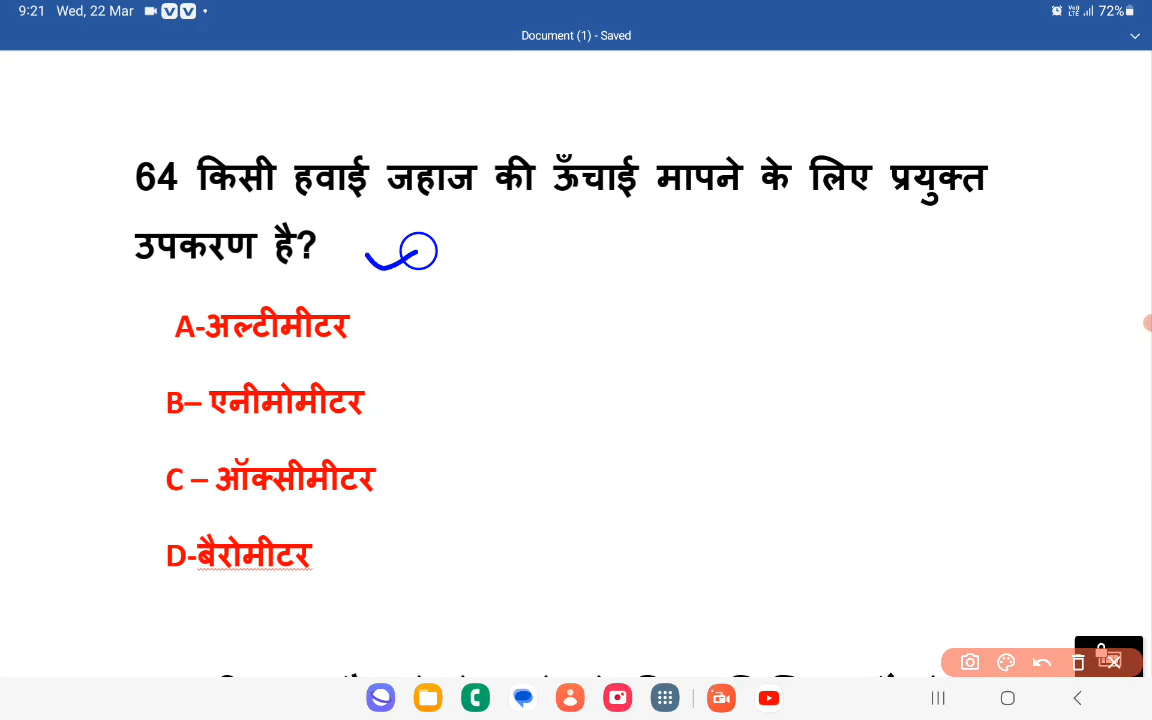 9:21 Wed, 22 Mar
72%
Document (1) - Saved
64 किसी हवाई जहाज की ऊँचाई मापने के लिए प्रयुक्त
उपकरण है?
A-अल्टीमीटर
B– एनीमोमीटर
C – ऑक्सीमीटर
D-बैरोमीटर